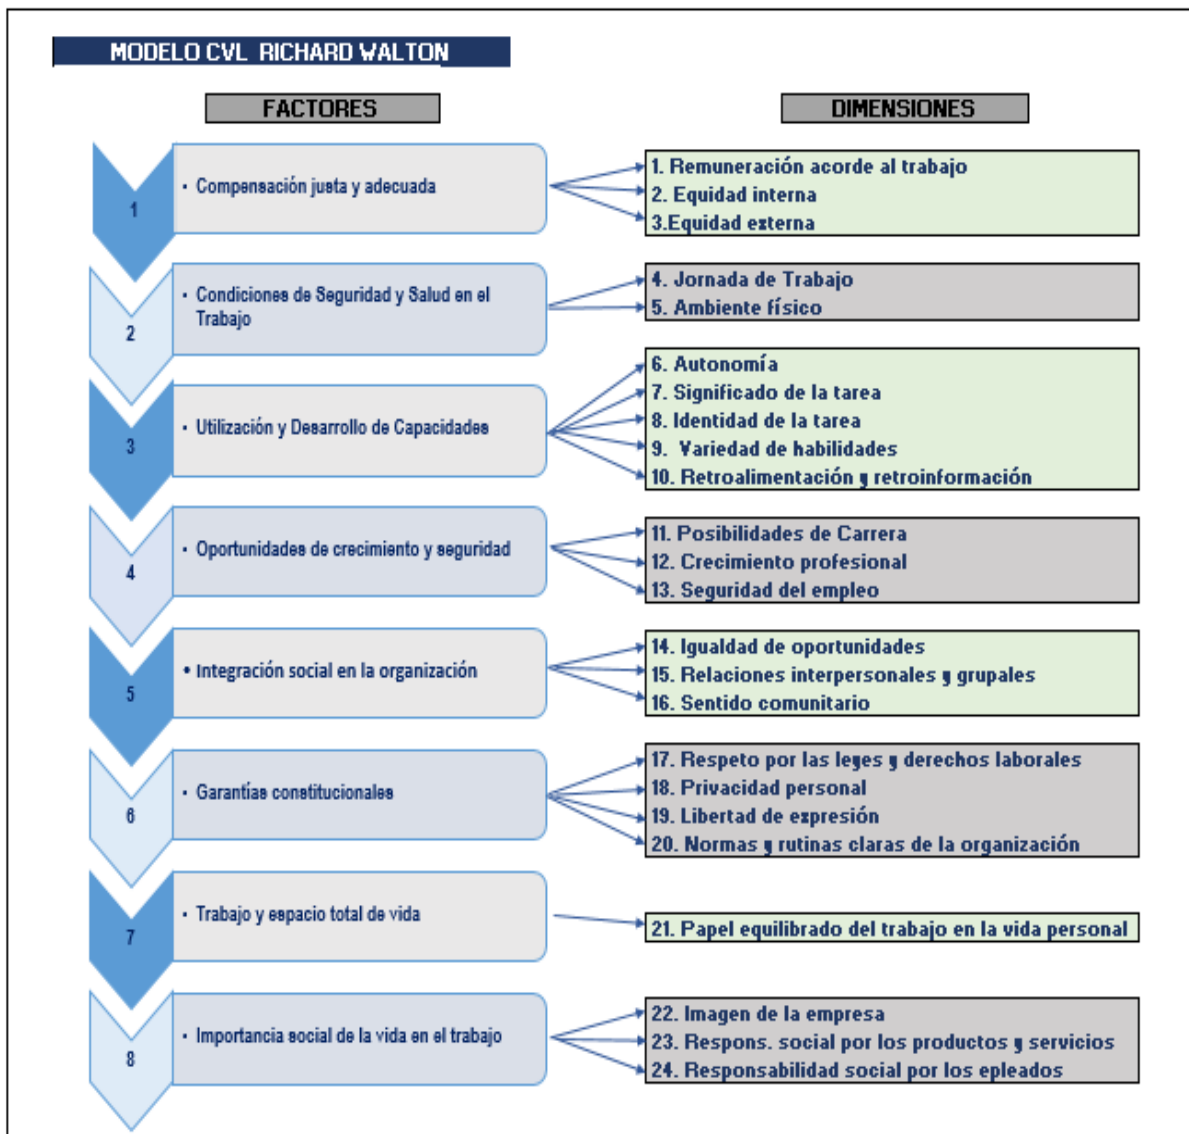 MODELO CVL RICHARD WALTON
FACTORES
DIMENSIONES
1
• Compensación justa y adecuada
1. Remuneración acorde al trabajo
2. Equidad interna
3.Equidad externa
2
• Condiciones de Seguridad y Salud en el
Trabajo
4. Jornada de Trabajo
5. Ambiente físico
3
• Utilización y Desarrollo de Capacidades
6. Autonomía
7. Significado de la tarea
8. Identidad de la tarea
9. Variedad de habilidades
10. Retroalimentación y retroinformación
4
• Oportunidades de crecimiento y seguridad
11. Posibilidades de Carrera
12. Crecimiento profesional
13. Seguridad del empleo
5
• Integración social en la organización
14. Igualdad de oportunidades
15. Relaciones interpersonales y grupales
16. Sentido comunitario
6
• Garantías constitucionales
17. Respeto por las leyes y derechos laborales
18. Privacidad personal
19. Libertad de expresión
20. Normas y rutinas claras de la organización
7
• Trabajo y espacio total de vida
21. Papel equilibrado del trabajo en la vida personal
8
• Importancia social de la vida en el trabajo
22. Imagen de la empresa
23. Respons. social por los productos y servicios
24. Responsabilidad social por los epleados